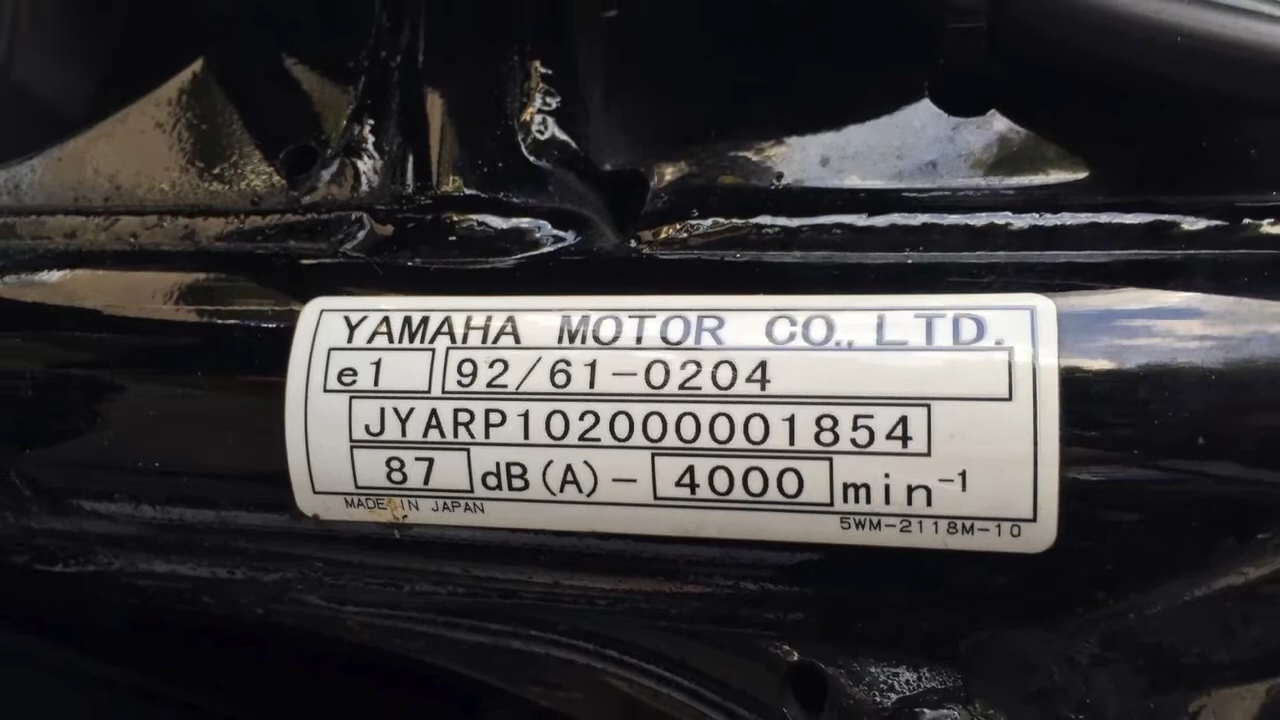 YAMAHA MOTOR CO., LTD.
e1 92/61-0204
JYARP102000001854
87 dB(A)- 4000 min⁻¹
MADE IN JAPAN
5WM-2118M-10